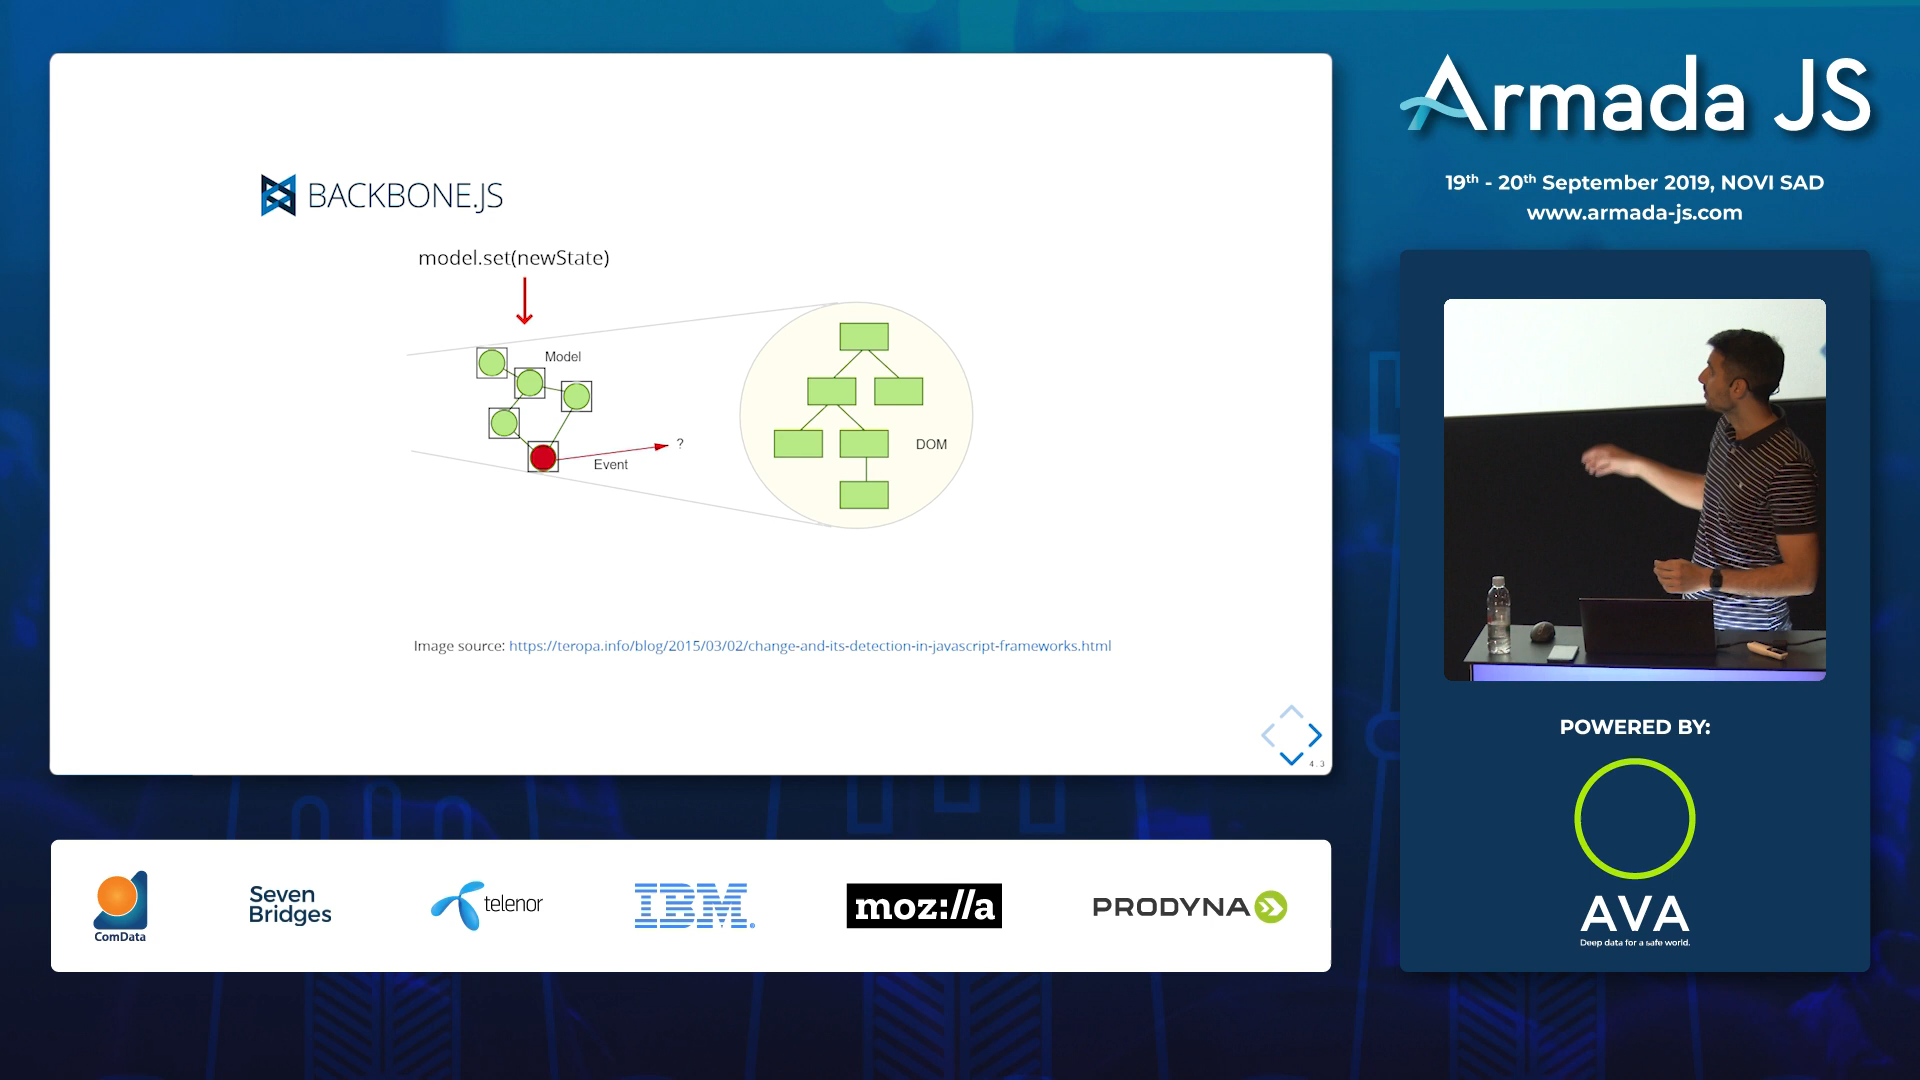 BACKBONE.JS
model.set(newState)
Model
?
Event
DOM
Image source: https://teropa.info/blog/2015/03/02/change-and-its-detection-in-javascript-frameworks.html
4.3
Armada JS
19th - 20th September 2019, NOVI SAD
www.armada-js.com
POWERED BY:
AVA
Deep data for a safe world.
ComData
Seven
Bridges
telenor
IBM®
moz://a
PRODYNA